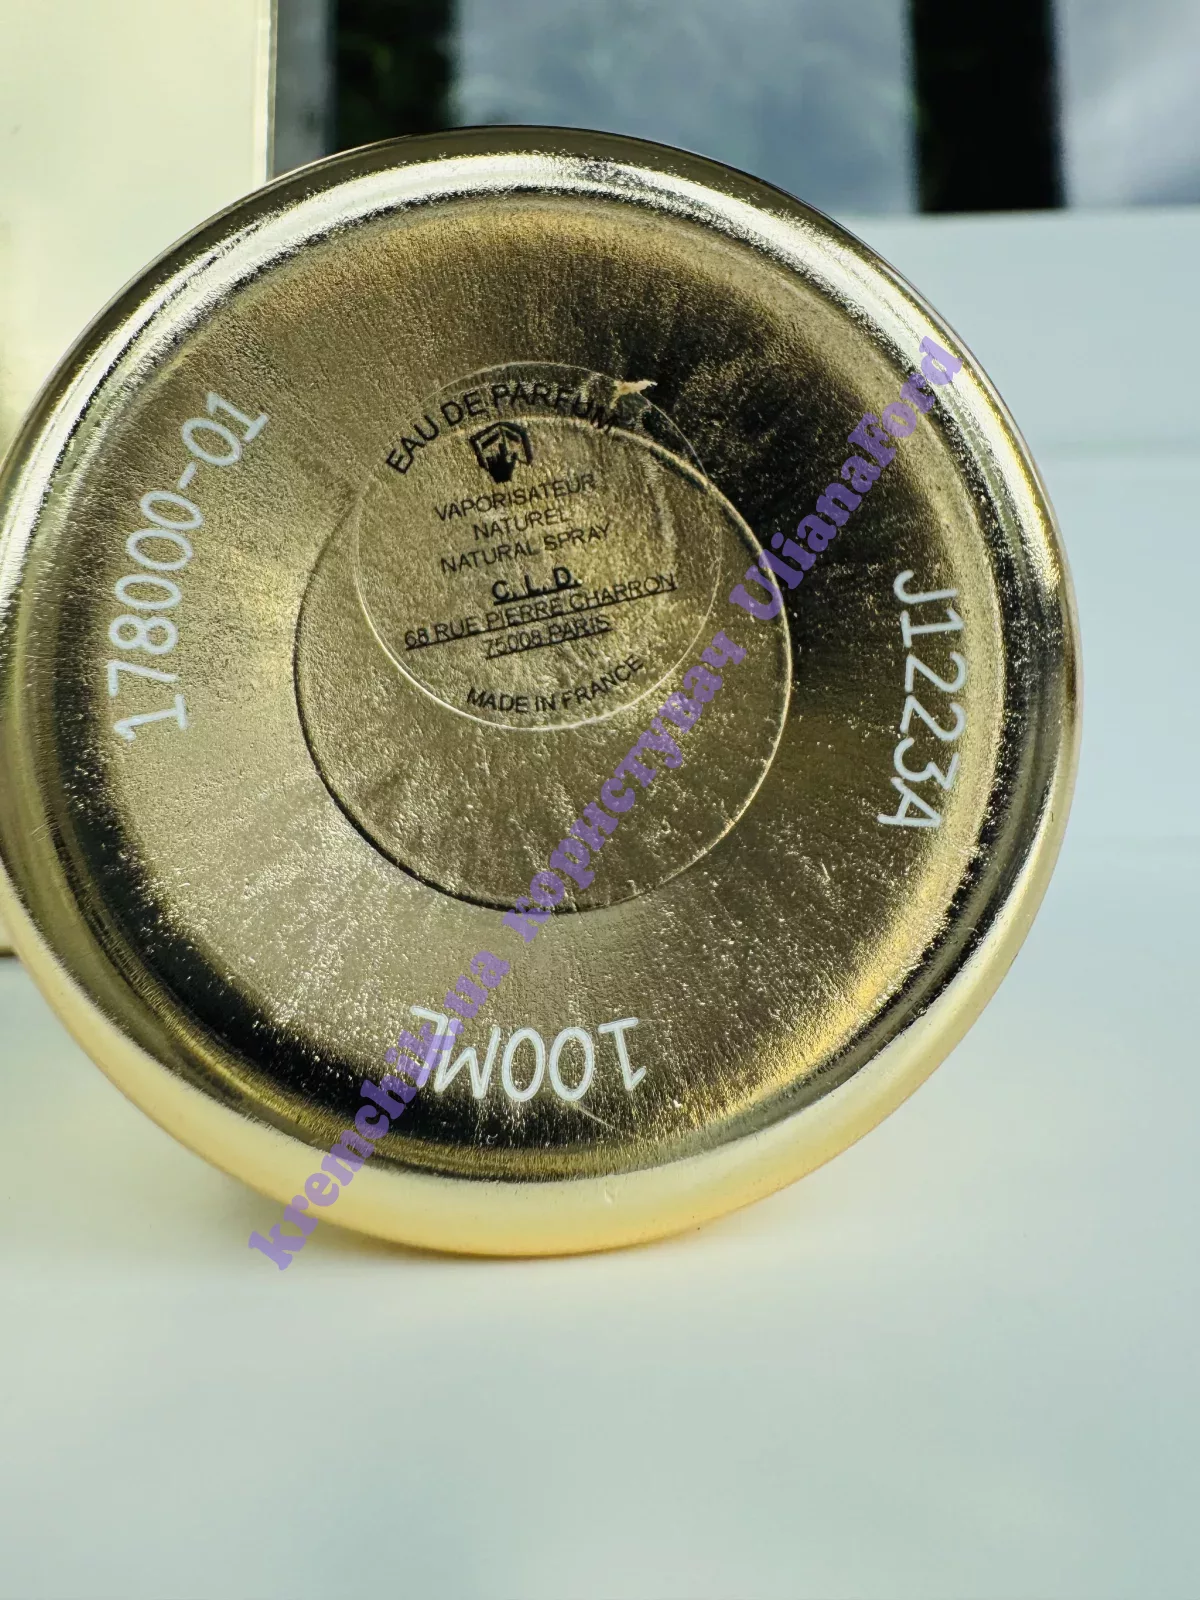 EAU DE PARFUM
VAPORISATEUR
NATUREL
NATURAL SPRAY
C.L.D.
68 RUE PIERRE CHARRON
75008 PARIS
MADE IN FRANCE
178000-01
J1223A
100ML
kremchik.ua користувач UlianaFord